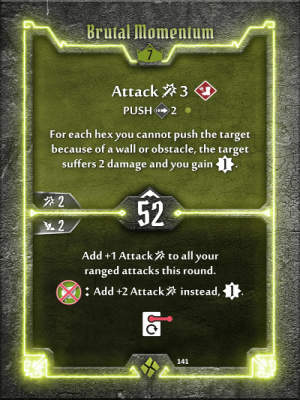 Brutal Momentum
7
Attack 3
PUSH 2
For each hex you cannot push the target
because of a wall or obstacle, the target
suffers 2 damage and you gain 1.
2
52
2
Add +1 Attack to all your
ranged attacks this round.
: Add +2 Attack instead, 1.
141